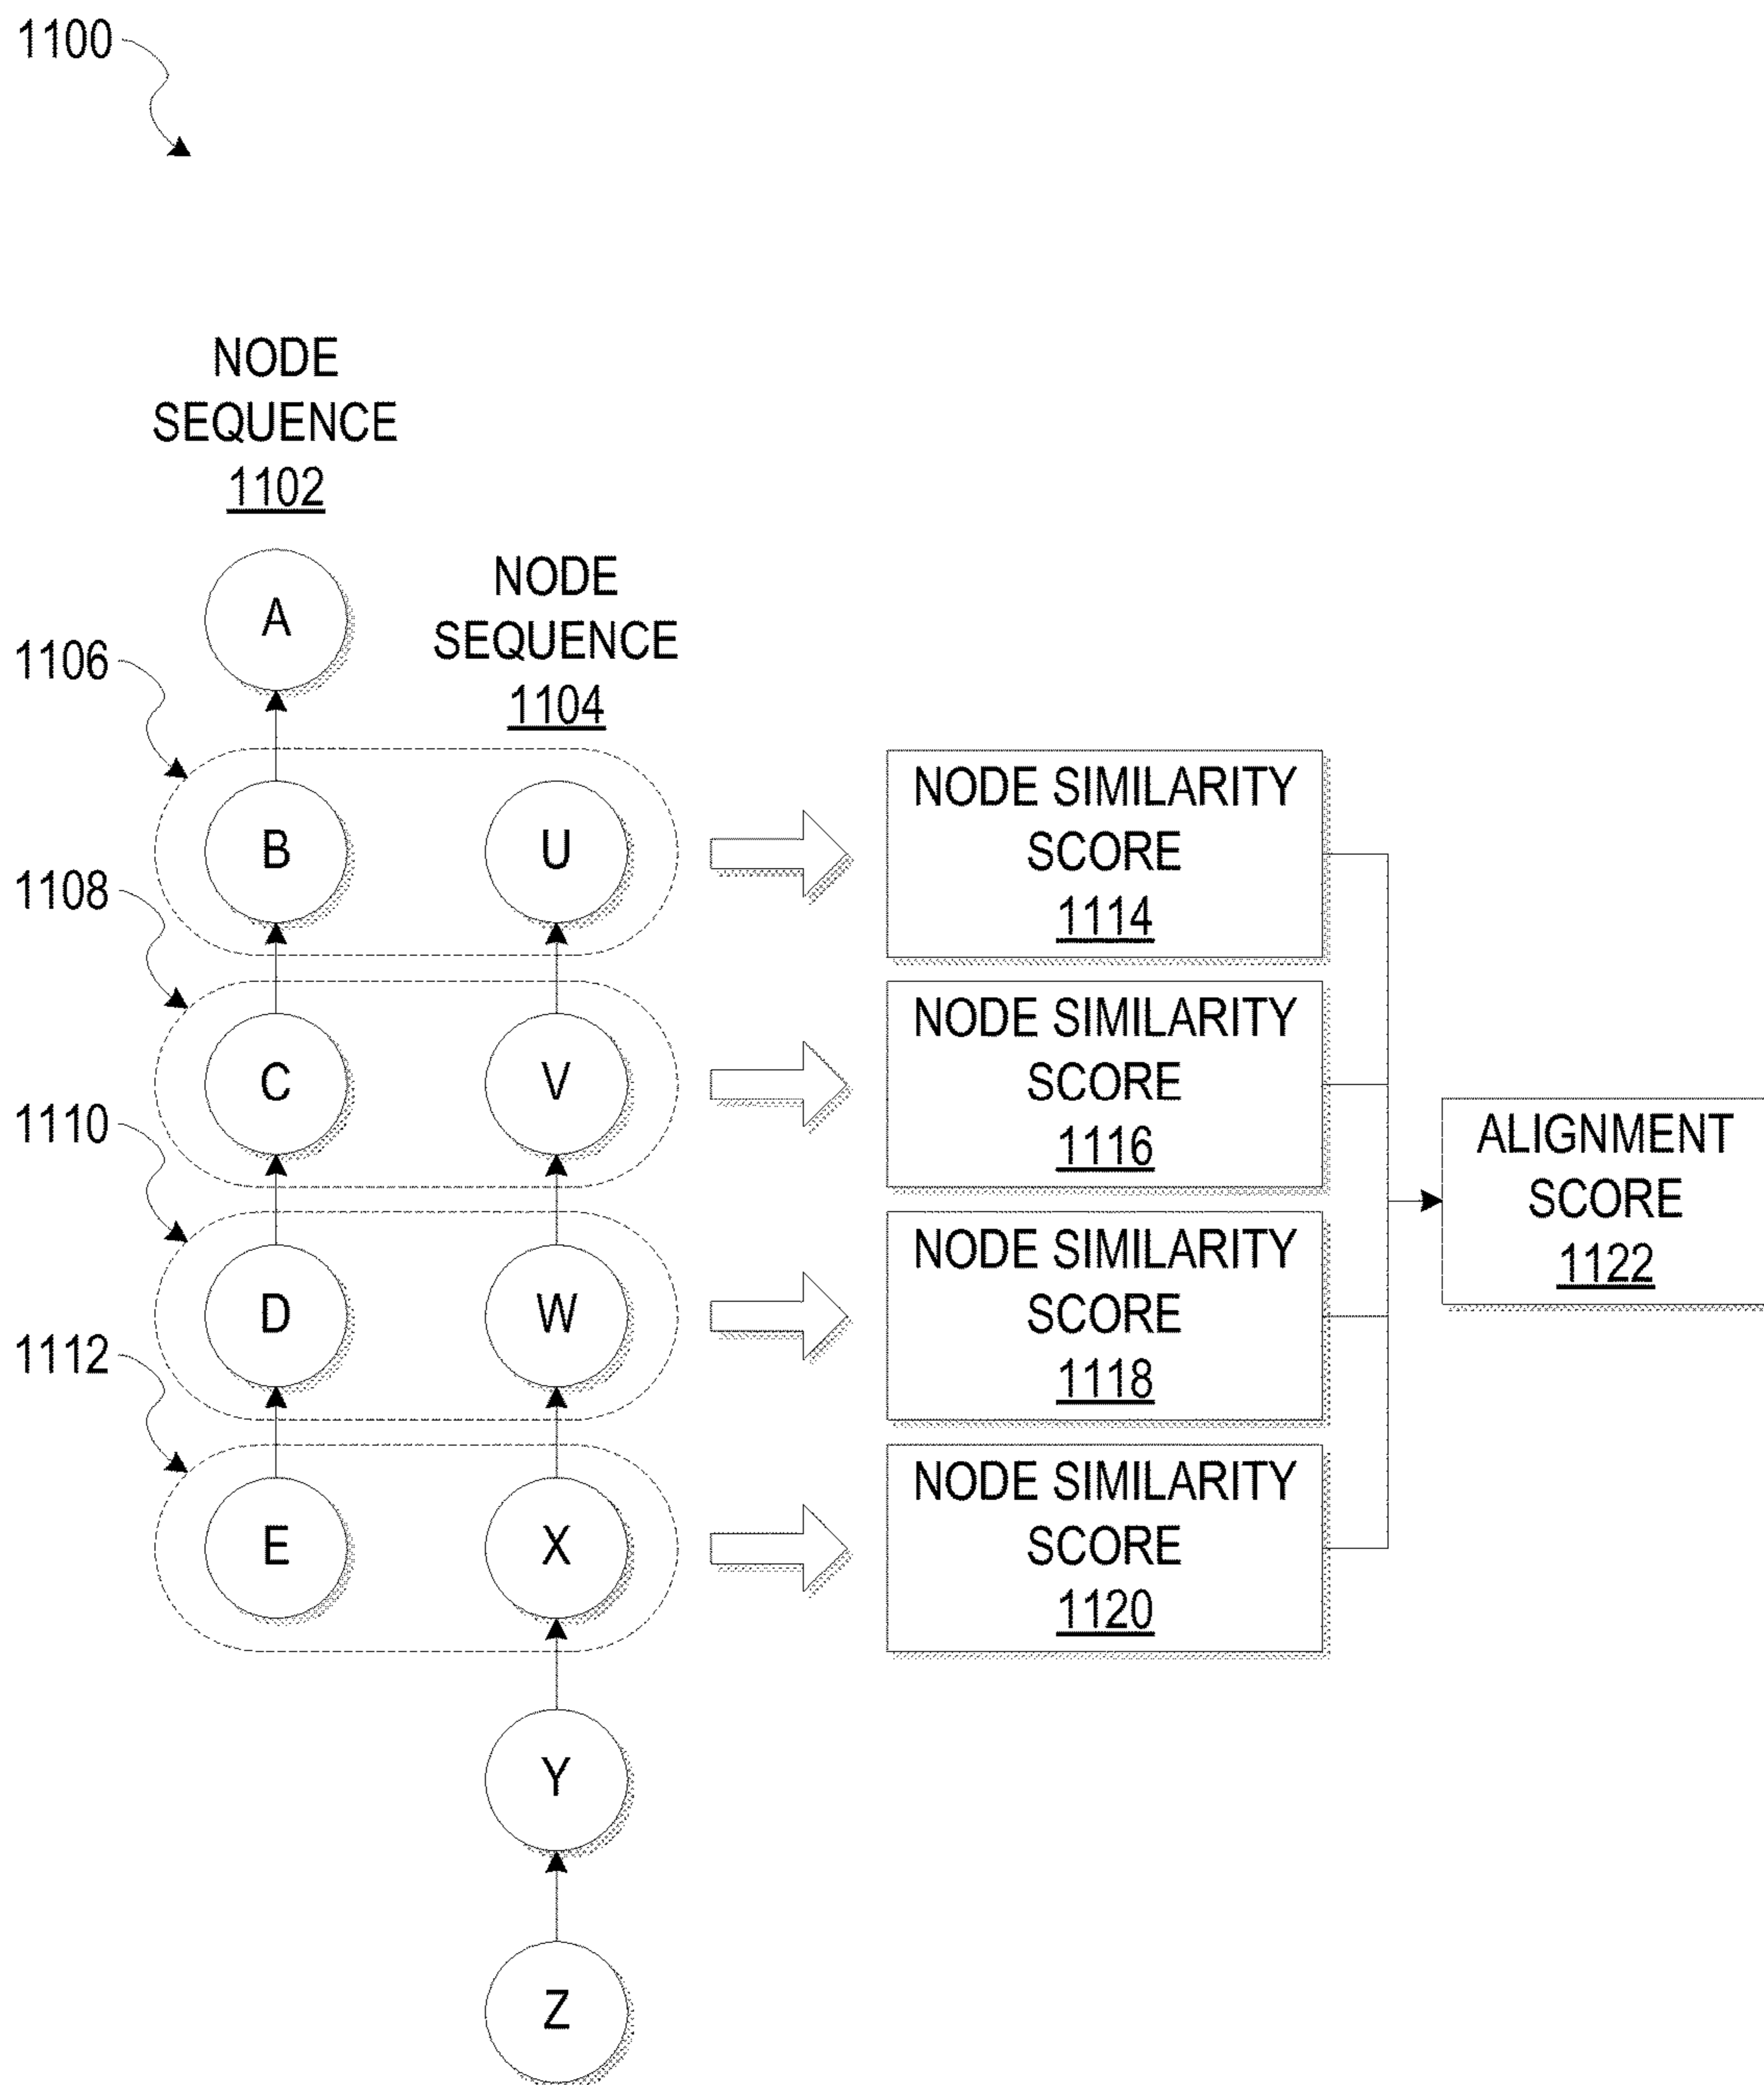 1100
NODE
SEQUENCE
1102
NODE
SEQUENCE
1104
A
1106
B
U
NODE SIMILARITY
SCORE
1114
1108
C
V
NODE SIMILARITY
SCORE
1116
1110
D
W
NODE SIMILARITY
SCORE
1118
ALIGNMENT
SCORE
1122
1112
E
X
NODE SIMILARITY
SCORE
1120
Y
Z